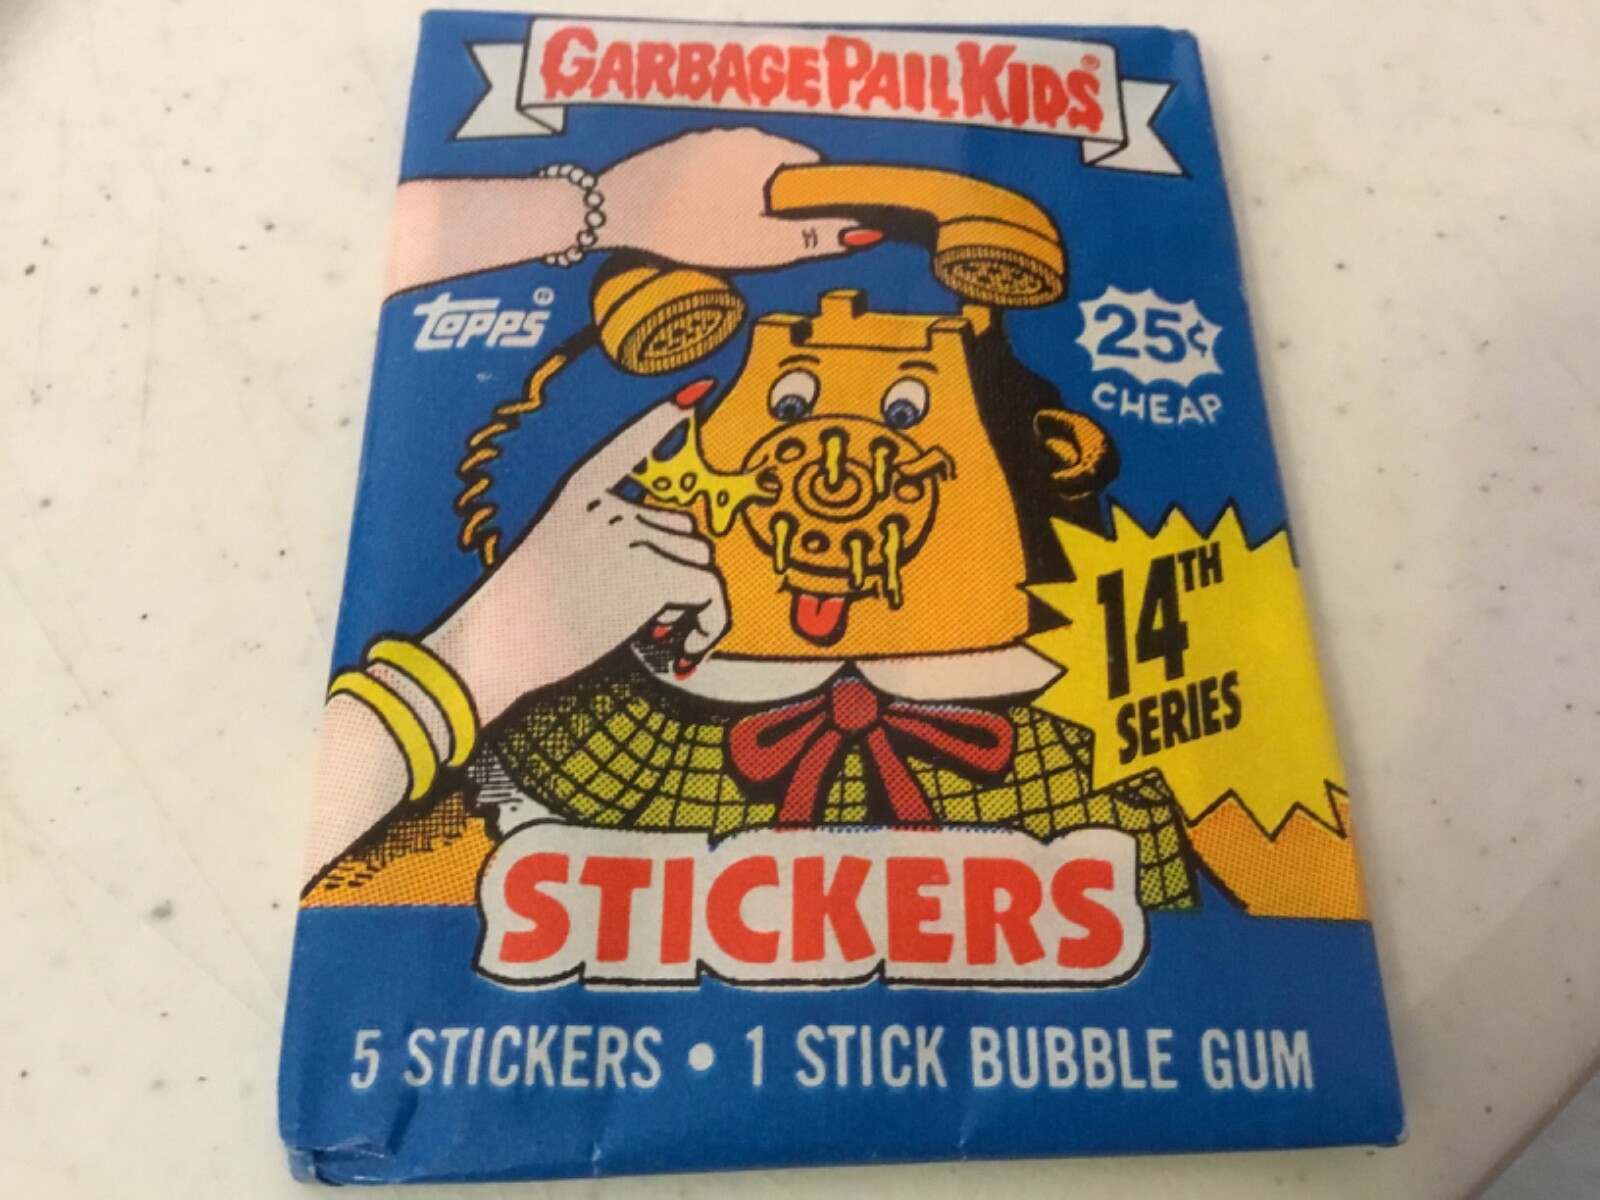 GARBAGE PAIL KIDS®
TOPPS®
25¢
CHEAP
14TH
SERIES
STICKERS
5 STICKERS • 1 STICK BUBBLE GUM